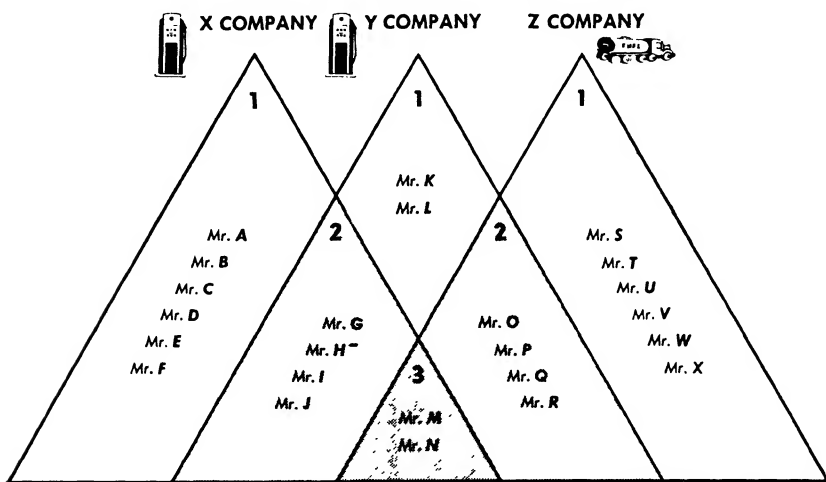 X COMPANY
Y COMPANY
Z COMPANY
FUEL
1
1
1
Mr. K
Mr. L
2
2
Mr. A
Mr. B
Mr. C
Mr. D
Mr. E
Mr. F
Mr. G
Mr. H
Mr. I
Mr. J
Mr. O
Mr. P
Mr. Q
Mr. R
Mr. S
Mr. T
Mr. U
Mr. V
Mr. W
Mr. X
3
Mr. M
Mr. N